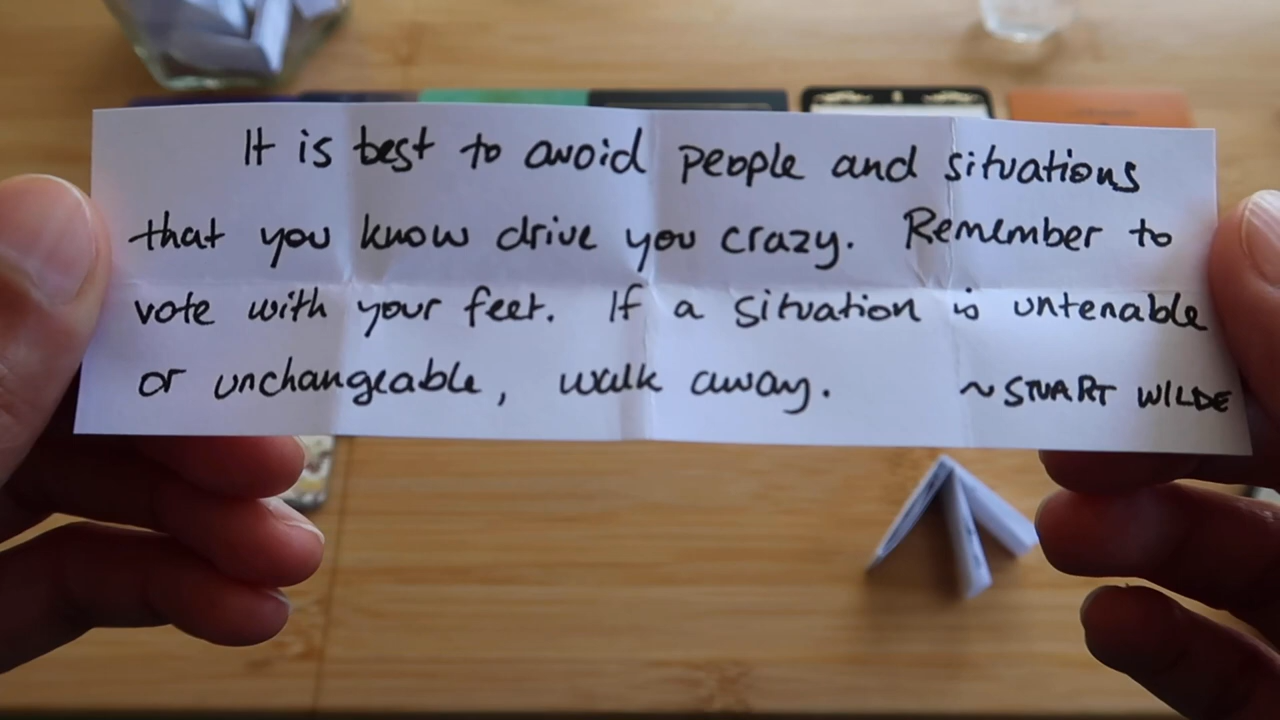 It is best to avoid people and situations
that you know drive you crazy. Remember to
vote with your feet. If a situation is untenable
or unchangeable, walk away. ~STUART WILDE